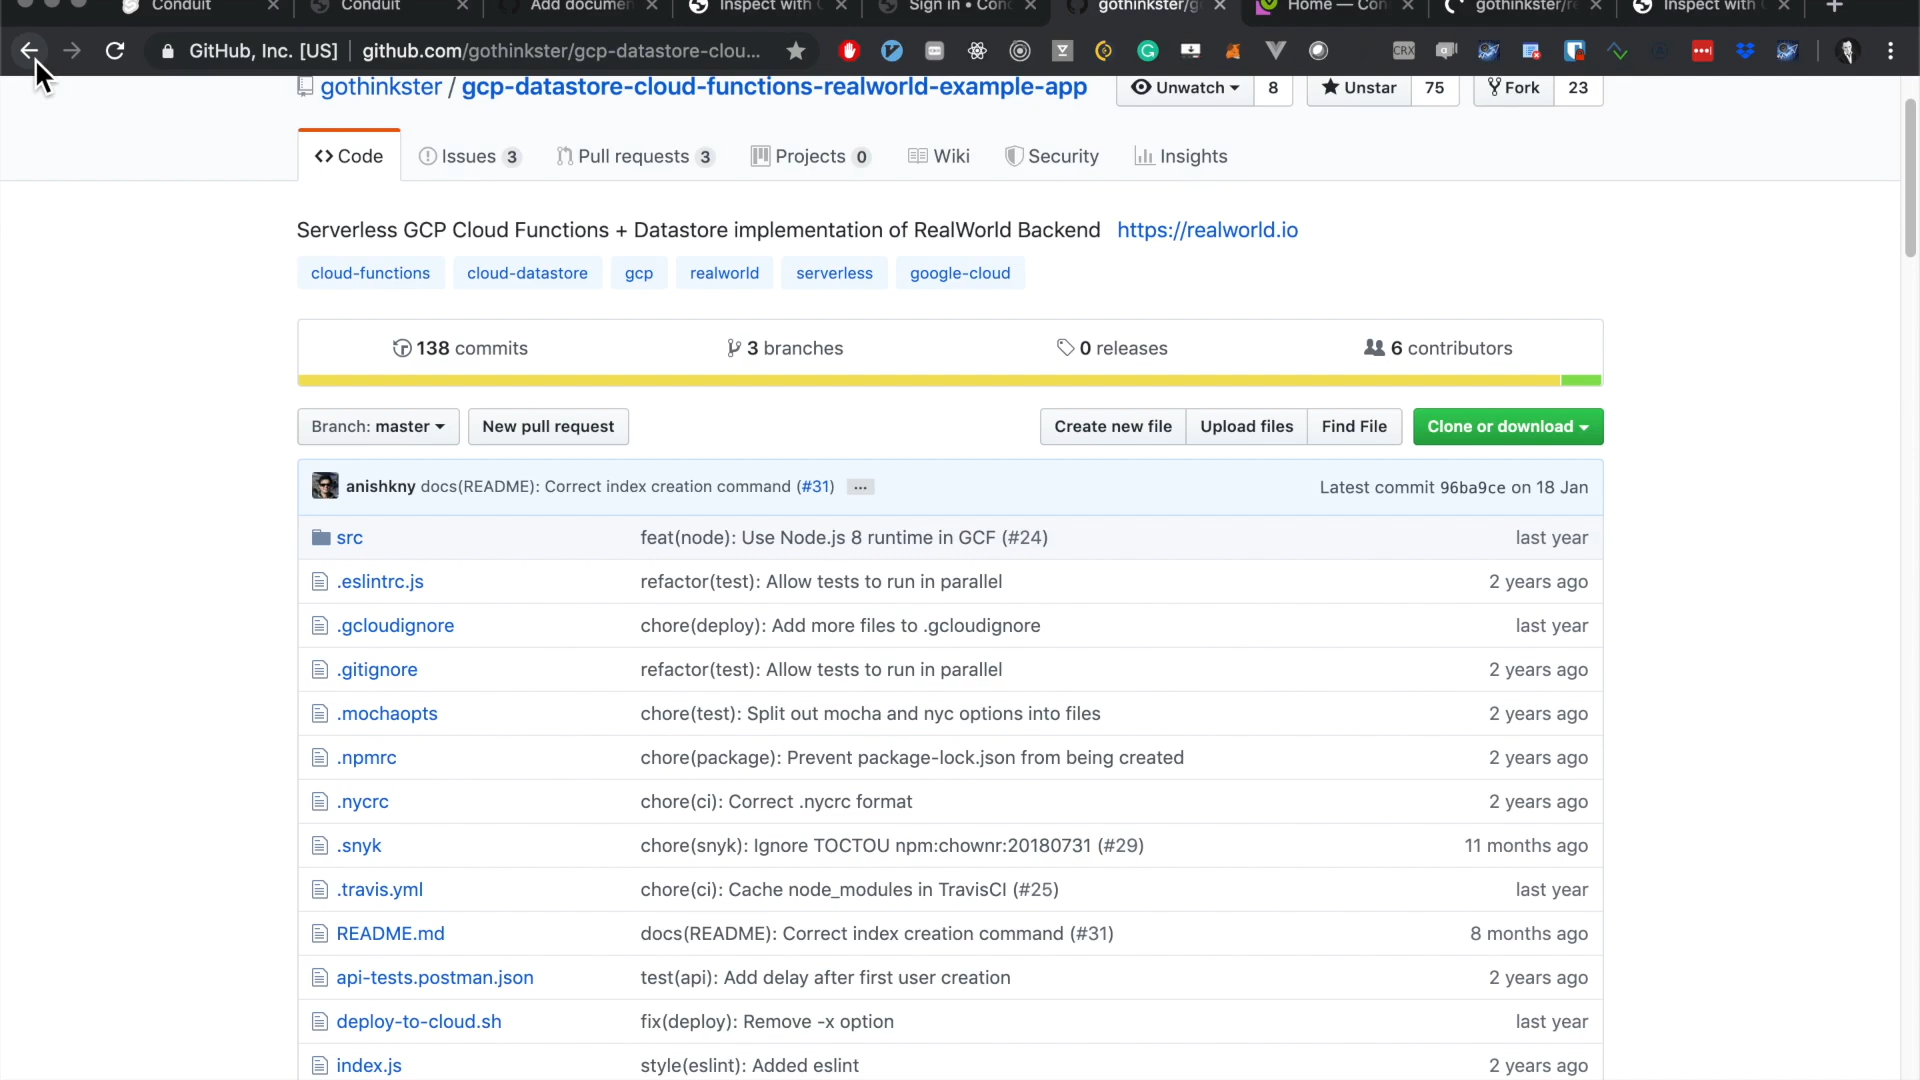 Conduit
Conduit
Add documen
Inspect with
Sign in • Con
gothinkster/g
Home — Con
gothinkster/re
Inspect with
GitHub, Inc. [US] github.com/gothinkster/gcp-datastore-clou...
CRX
gothinkster / gcp-datastore-cloud-functions-realworld-example-app
Unwatch 8 Unstar 75 Fork 23
Code Issues 3 Pull requests 3 Projects 0 Wiki Security Insights
Serverless GCP Cloud Functions + Datastore implementation of RealWorld Backend https://realworld.io
cloud-functions cloud-datastore gcp realworld serverless google-cloud
138 commits 3 branches 0 releases 6 contributors
Branch: master New pull request Create new file Upload files Find File Clone or download
anishkny docs(README): Correct index creation command (#31) ... Latest commit 96ba9ce on 18 Jan
src feat(node): Use Node.js 8 runtime in GCF (#24) last year
.eslintrc.js refactor(test): Allow tests to run in parallel 2 years ago
.gcloudignore chore(deploy): Add more files to .gcloudignore last year
.gitignore refactor(test): Allow tests to run in parallel 2 years ago
.mochaopts chore(test): Split out mocha and nyc options into files 2 years ago
.npmrc chore(package): Prevent package-lock.json from being created 2 years ago
.nycrc chore(ci): Correct .nycrc format 2 years ago
.snyk chore(snyk): Ignore TOCTOU npm:chownr:20180731 (#29) 11 months ago
.travis.yml chore(ci): Cache node_modules in TravisCI (#25) last year
README.md docs(README): Correct index creation command (#31) 8 months ago
api-tests.postman.json test(api): Add delay after first user creation 2 years ago
deploy-to-cloud.sh fix(deploy): Remove -x option last year
index.js style(eslint): Added eslint 2 years ago